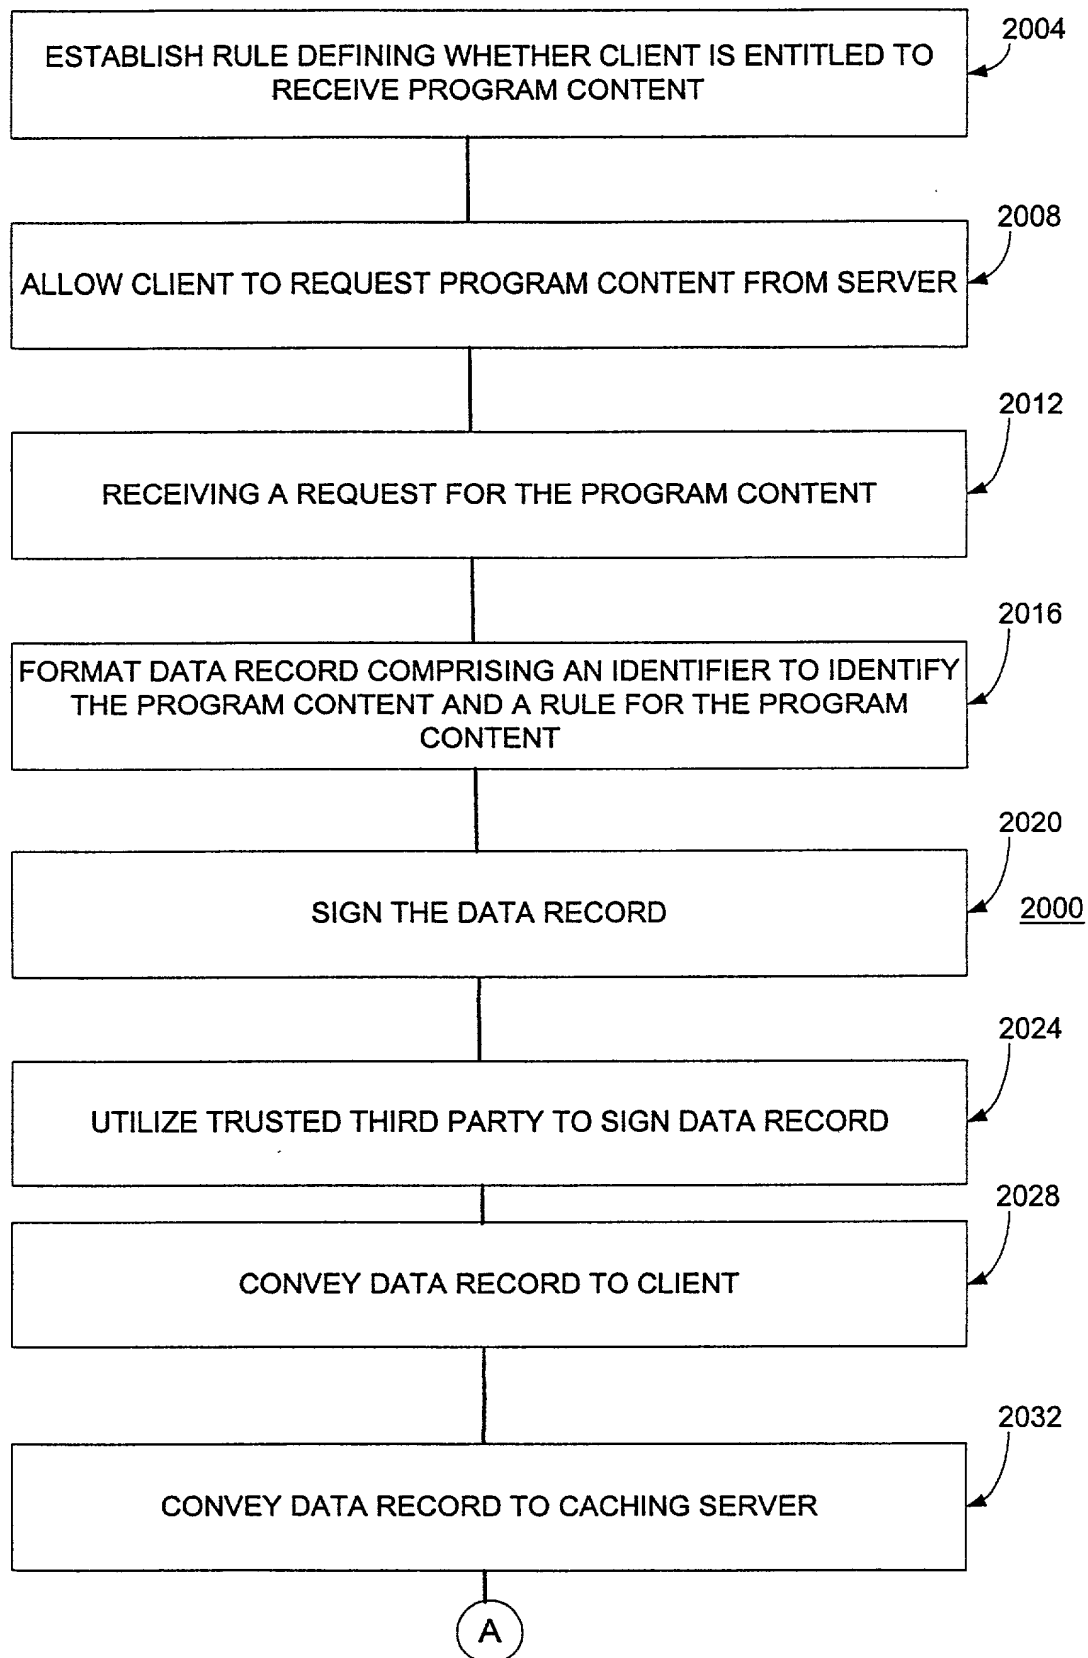 2004
ESTABLISH RULE DEFINING WHETHER CLIENT IS ENTITLED TO
RECEIVE PROGRAM CONTENT
2008
ALLOW CLIENT TO REQUEST PROGRAM CONTENT FROM SERVER
2012
RECEIVING A REQUEST FOR THE PROGRAM CONTENT
2016
FORMAT DATA RECORD COMPRISING AN IDENTIFIER TO IDENTIFY
THE PROGRAM CONTENT AND A RULE FOR THE PROGRAM
CONTENT
2020
SIGN THE DATA RECORD
2000
2024
UTILIZE TRUSTED THIRD PARTY TO SIGN DATA RECORD
2028
CONVEY DATA RECORD TO CLIENT
2032
CONVEY DATA RECORD TO CACHING SERVER
A